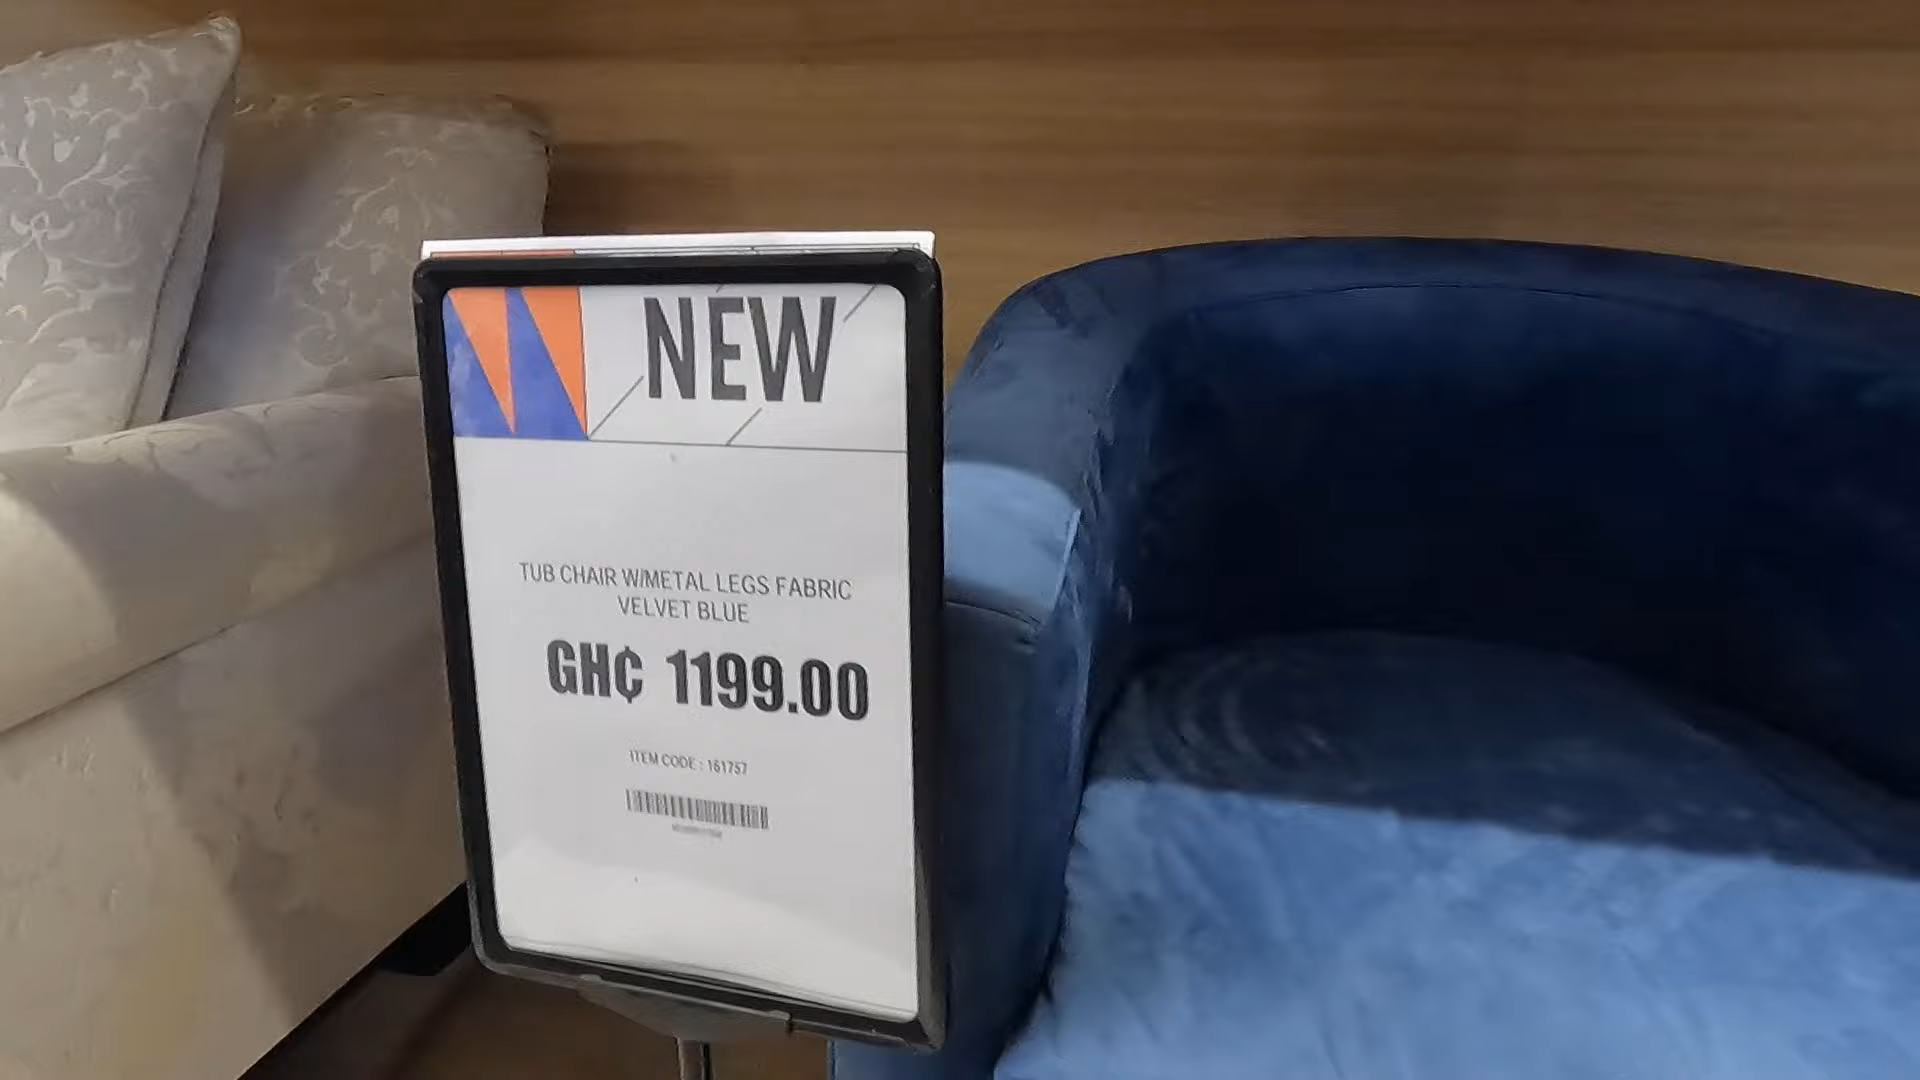 NEW
TUB CHAIR W/METAL LEGS FABRIC
VELVET BLUE
GH₵ 1199.00
ITEM CODE : 161757